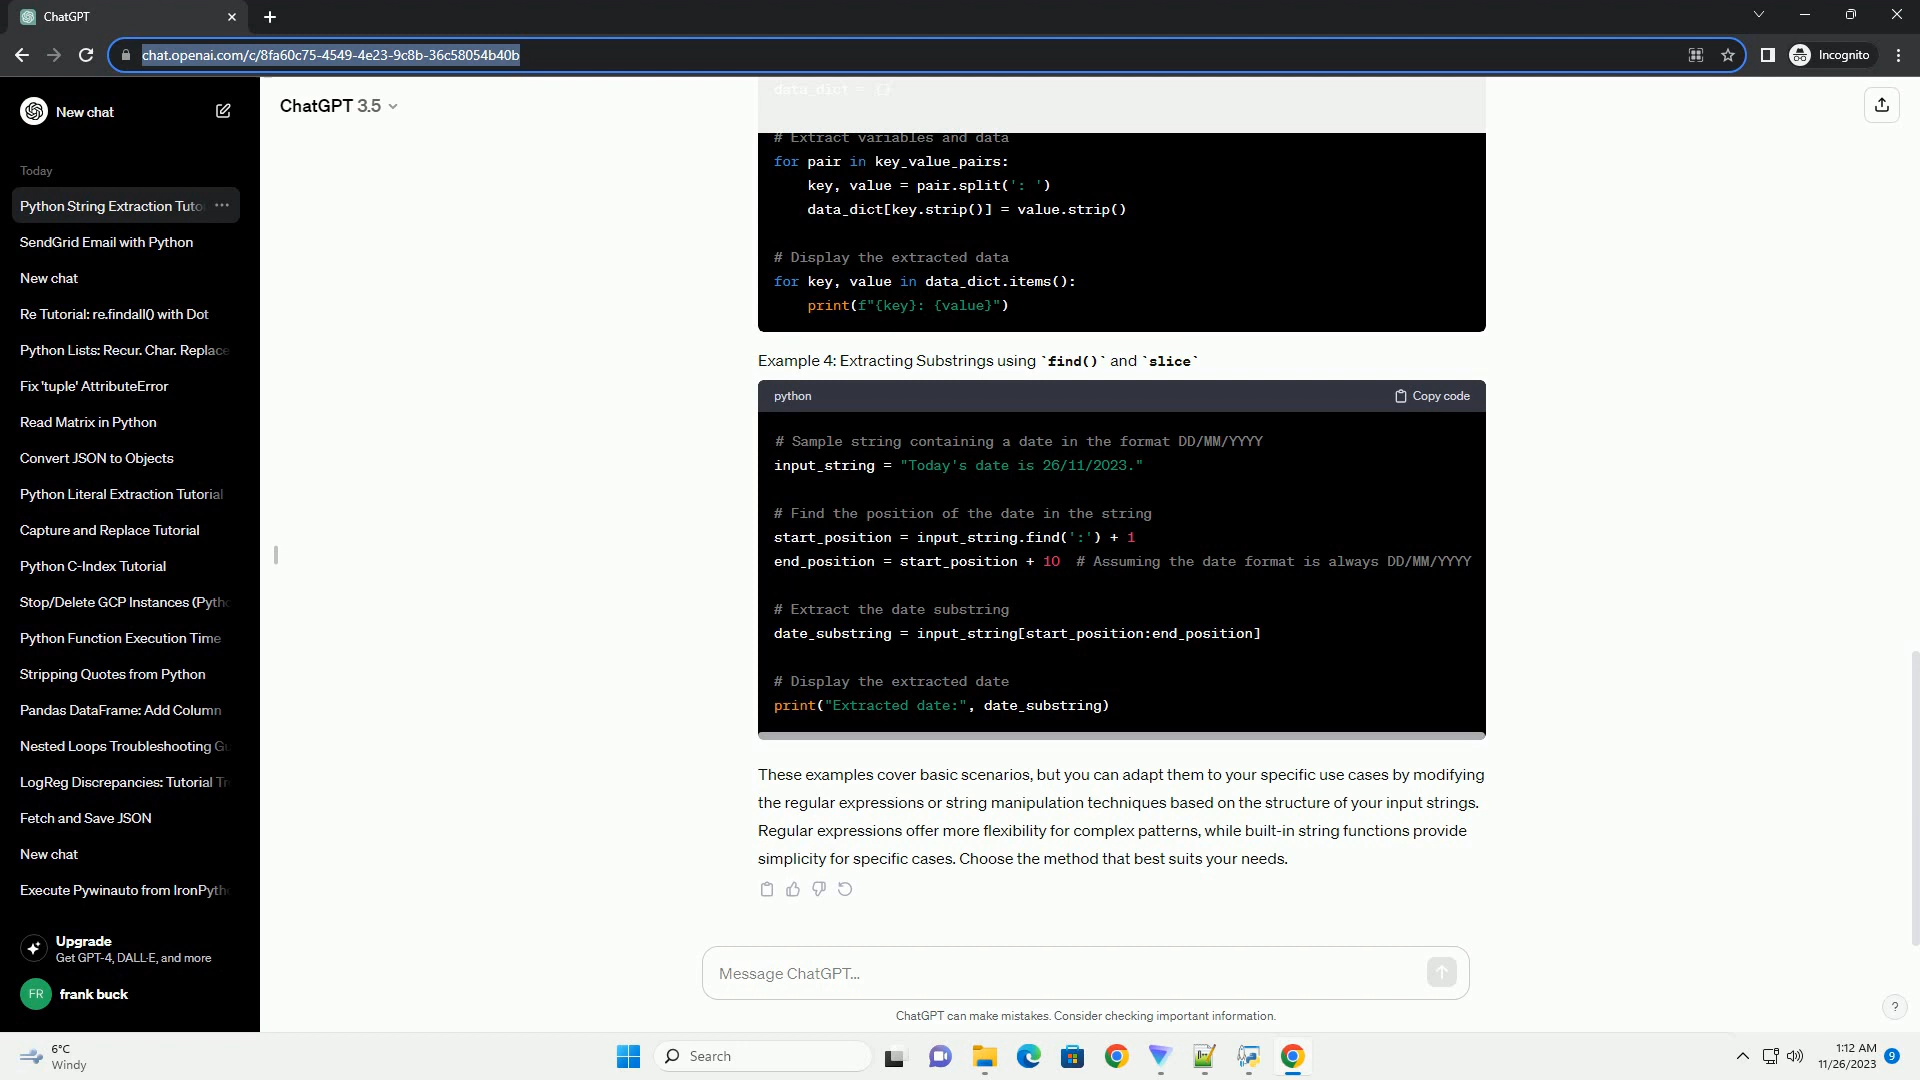 ChatGPT
chat.openai.com/c/8fa60c75-4549-4e23-9c8b-36c58054b40b
Incognito
New chat
Today
Python String Extraction Tuto
SendGrid Email with Python
New chat
Re Tutorial: re.findall() with Dot
Python Lists: Recur. Char. Replace
Fix 'tuple' AttributeError
Read Matrix in Python
Convert JSON to Objects
Python Literal Extraction Tutorial
Capture and Replace Tutorial
Python C-Index Tutorial
Stop/Delete GCP Instances (Pytho
Python Function Execution Time
Stripping Quotes from Python
Pandas DataFrame: Add Column
Nested Loops Troubleshooting Gu
LogReg Discrepancies: Tutorial Tr
Fetch and Save JSON
New chat
Execute Pywinauto from IronPyth
Upgrade
Get GPT-4, DALL·E, and more
FR frank buck
ChatGPT 3.5
data_dict = {}
# Extract variables and data
for pair in key_value_pairs:
key, value = pair.split(': ')
data_dict[key.strip()] = value.strip()
# Display the extracted data
for key, value in data_dict.items():
print(f"{key}: {value}")
Example 4: Extracting Substrings using `find()` and `slice`
python
Copy code
# Sample string containing a date in the format DD/MM/YYYY
input_string = "Today's date is 26/11/2023."
# Find the position of the date in the string
start_position = input_string.find(':') + 1
end_position = start_position + 10  # Assuming the date format is always DD/MM/YYYY
# Extract the date substring
date_substring = input_string[start_position:end_position]
# Display the extracted date
print("Extracted date:", date_substring)
These examples cover basic scenarios, but you can adapt them to your specific use cases by modifying
the regular expressions or string manipulation techniques based on the structure of your input strings.
Regular expressions offer more flexibility for complex patterns, while built-in string functions provide
simplicity for specific cases. Choose the method that best suits your needs.
Message ChatGPT...
ChatGPT can make mistakes. Consider checking important information.
?
6°C
Windy
Search
1:12 AM
11/26/2023
9